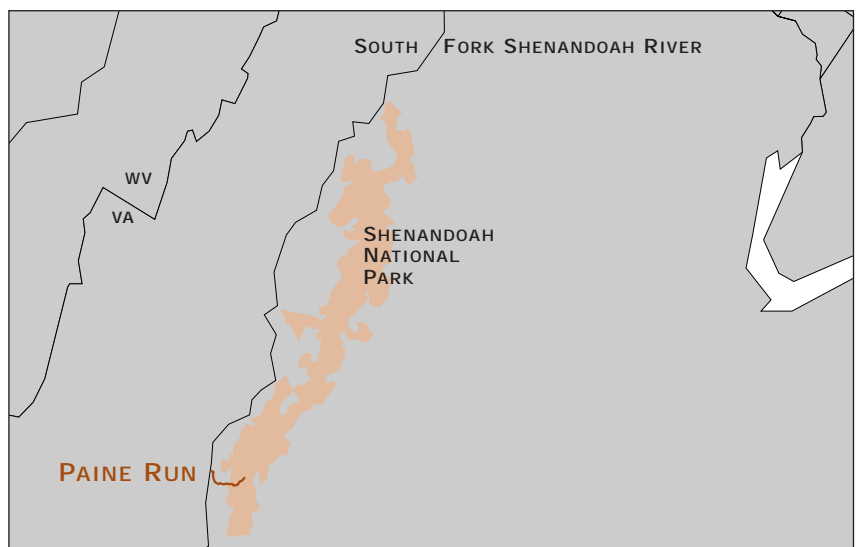 South Fork Shenandoah River
WV
VA
Shenandoah
National
Park
Paine Run